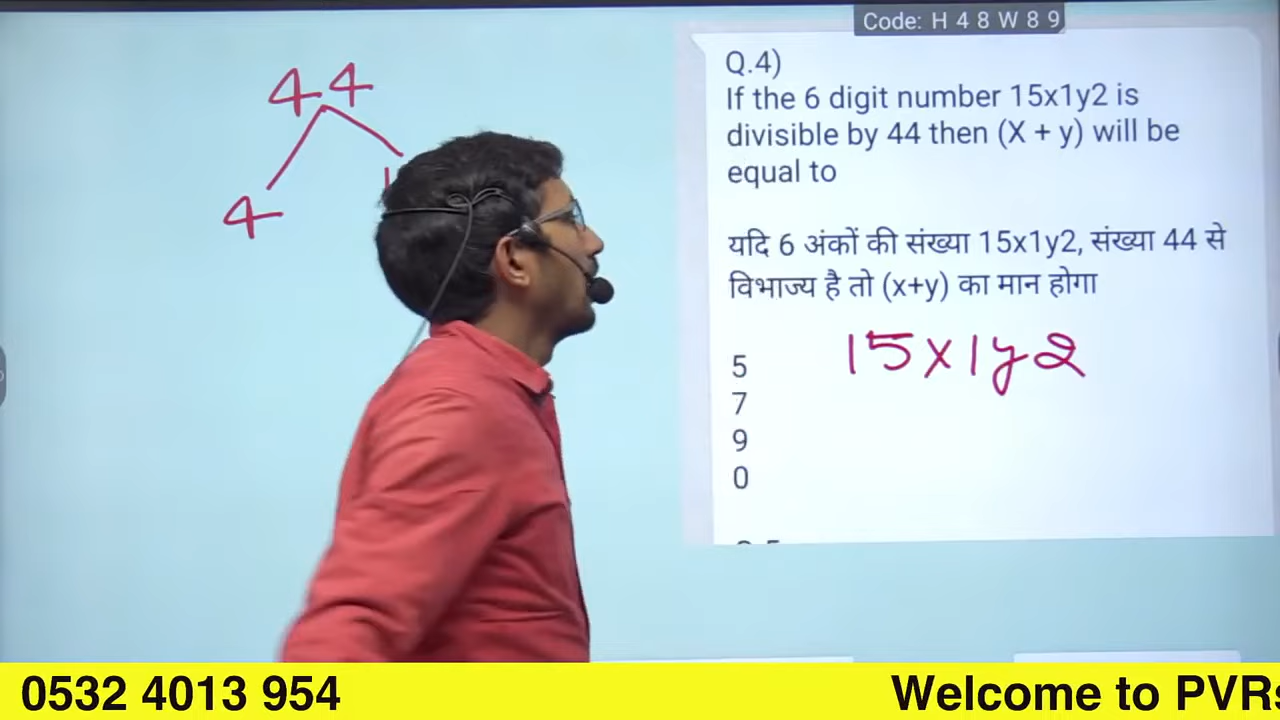 Code: H 4 8 W 8 9
44
4
Q.4)
If the 6 digit number 15x1y2 is
divisible by 44 then (X + y) will be
equal to
यदि 6 अंकों की संख्या 15x1y2, संख्या 44 से
विभाज्य है तो (x+y) का मान होगा
15x1y2
5
7
9
0
0532 4013 954
Welcome to PVRs